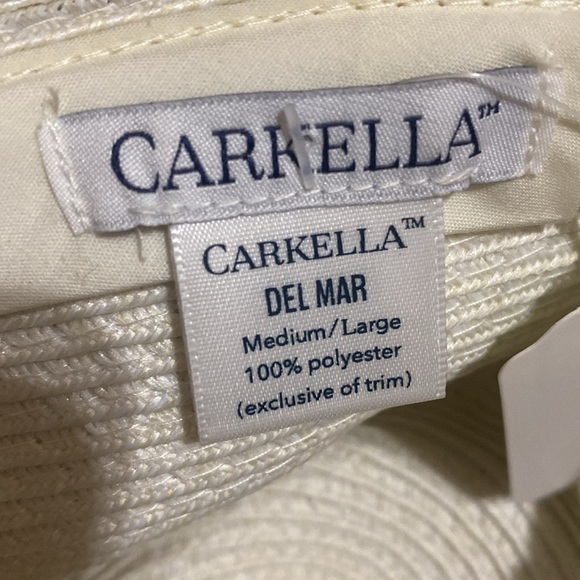 CARKELLA™
CARKELLA™
DEL MAR
Medium/Large
100% polyester
(exclusive of trim)